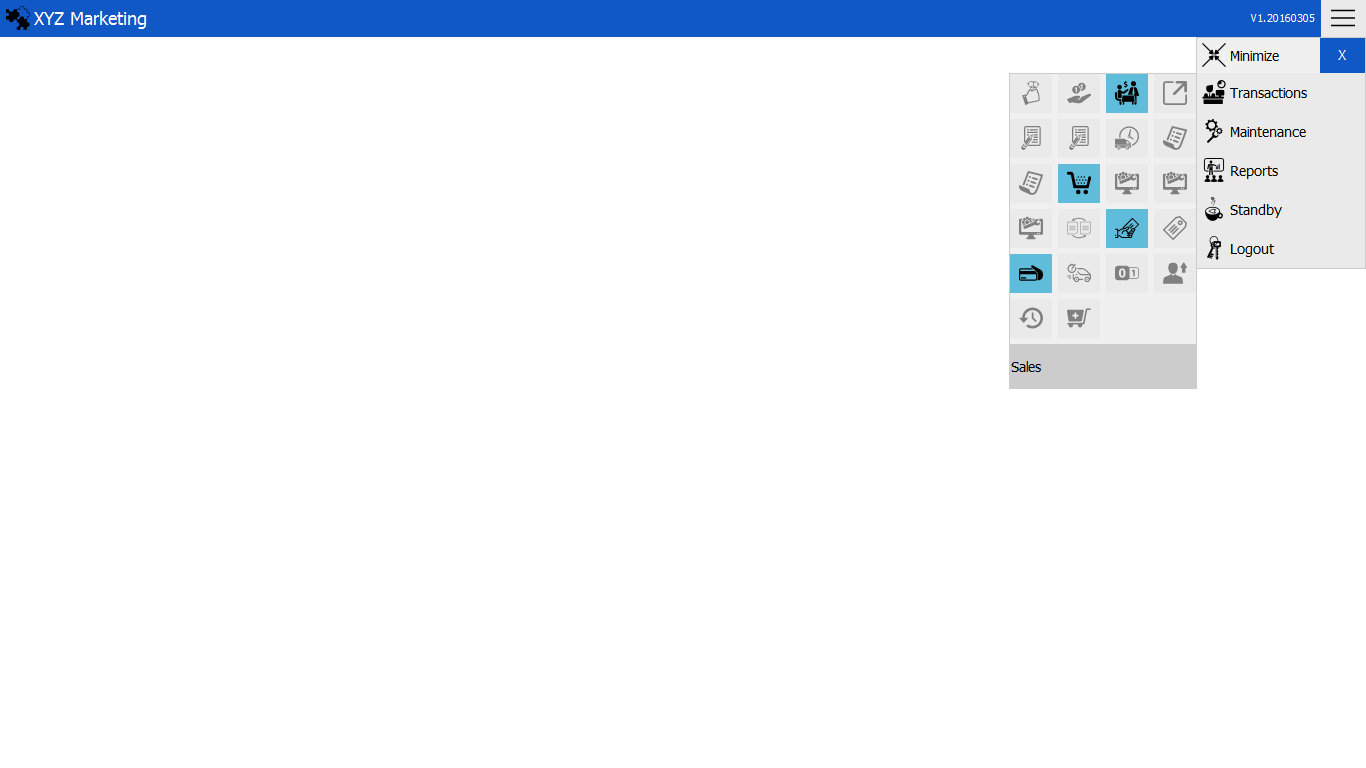 XYZ Marketing
V1.20160305
Minimize
X
Transactions
Maintenance
Reports
Standby
Logout
Sales